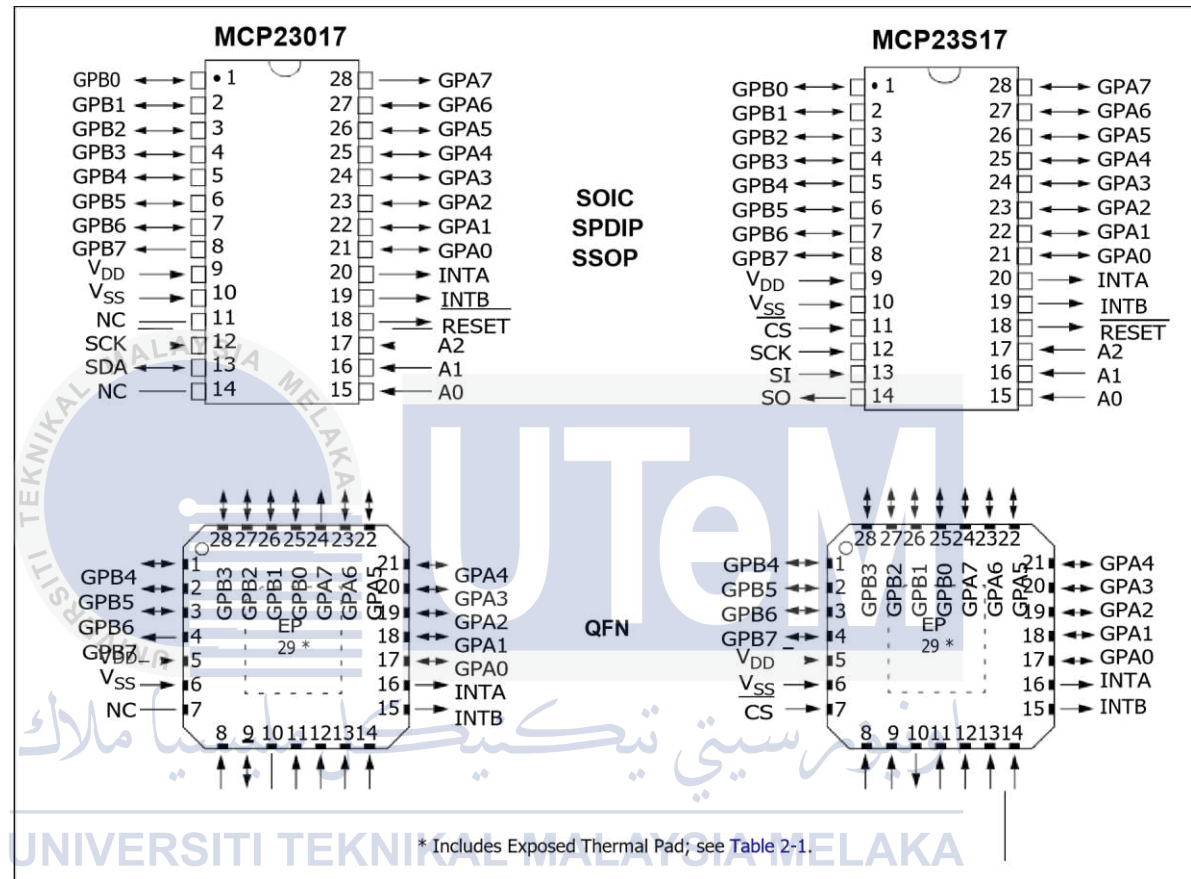 MCP23017
GPB0 1 28 GPA7
GPB1 2 27 GPA6
GPB2 3 26 GPA5
GPB3 4 25 GPA4
GPB4 5 24 GPA3
GPB5 6 23 GPA2
GPB6 7 22 GPA1
GPB7 8 21 GPA0
VDD 9 20 INTA
VSS 10 19 INTB
NC 11 18 RESET
SCK 12 17 A2
SDA 13 16 A1
NC 14 15 A0
SOIC
SPDIP
SSOP
MCP23S17
GPB0 1 28 GPA7
GPB1 2 27 GPA6
GPB2 3 26 GPA5
GPB3 4 25 GPA4
GPB4 5 24 GPA3
GPB5 6 23 GPA2
GPB6 7 22 GPA1
GPB7 8 21 GPA0
VDD 9 20 INTA
VSS 10 19 INTB
CS 11 18 RESET
SCK 12 17 A2
SI 13 16 A1
SO 14 15 A0
28 27 26 25 24 23 22
GPB3 GPB2 GPB1 GPB0 GPA7 GPA6 GPA5
GPB4 1 21 GPA4
GPB5 2 20 GPA3
GPB6 3 19 GPA2
GPB7 4 18 GPA1
VDD 5 17 GPA0
VSS 6 16 INTA
NC 7 15 INTB
EP
29 *
8 9 10 11 12 13 14
QFN
28 27 26 25 24 23 22
GPB3 GPB2 GPB1 GPB0 GPA7 GPA6 GPA5
GPB4 1 21 GPA4
GPB5 2 20 GPA3
GPB6 3 19 GPA2
GPB7 4 18 GPA1
VDD 5 17 GPA0
VSS 6 16 INTA
CS 7 15 INTB
EP
29 *
8 9 10 11 12 13 14
* Includes Exposed Thermal Pad; see Table 2-1.
UNIVERSITI TEKNIKAL MALAYSIA MELAKA
UTeM
اونيۏرسيتي تيكنيكل مليسيا ملاك
UNIVERSITI TEKNIKAL MALAYSIA MELAKA